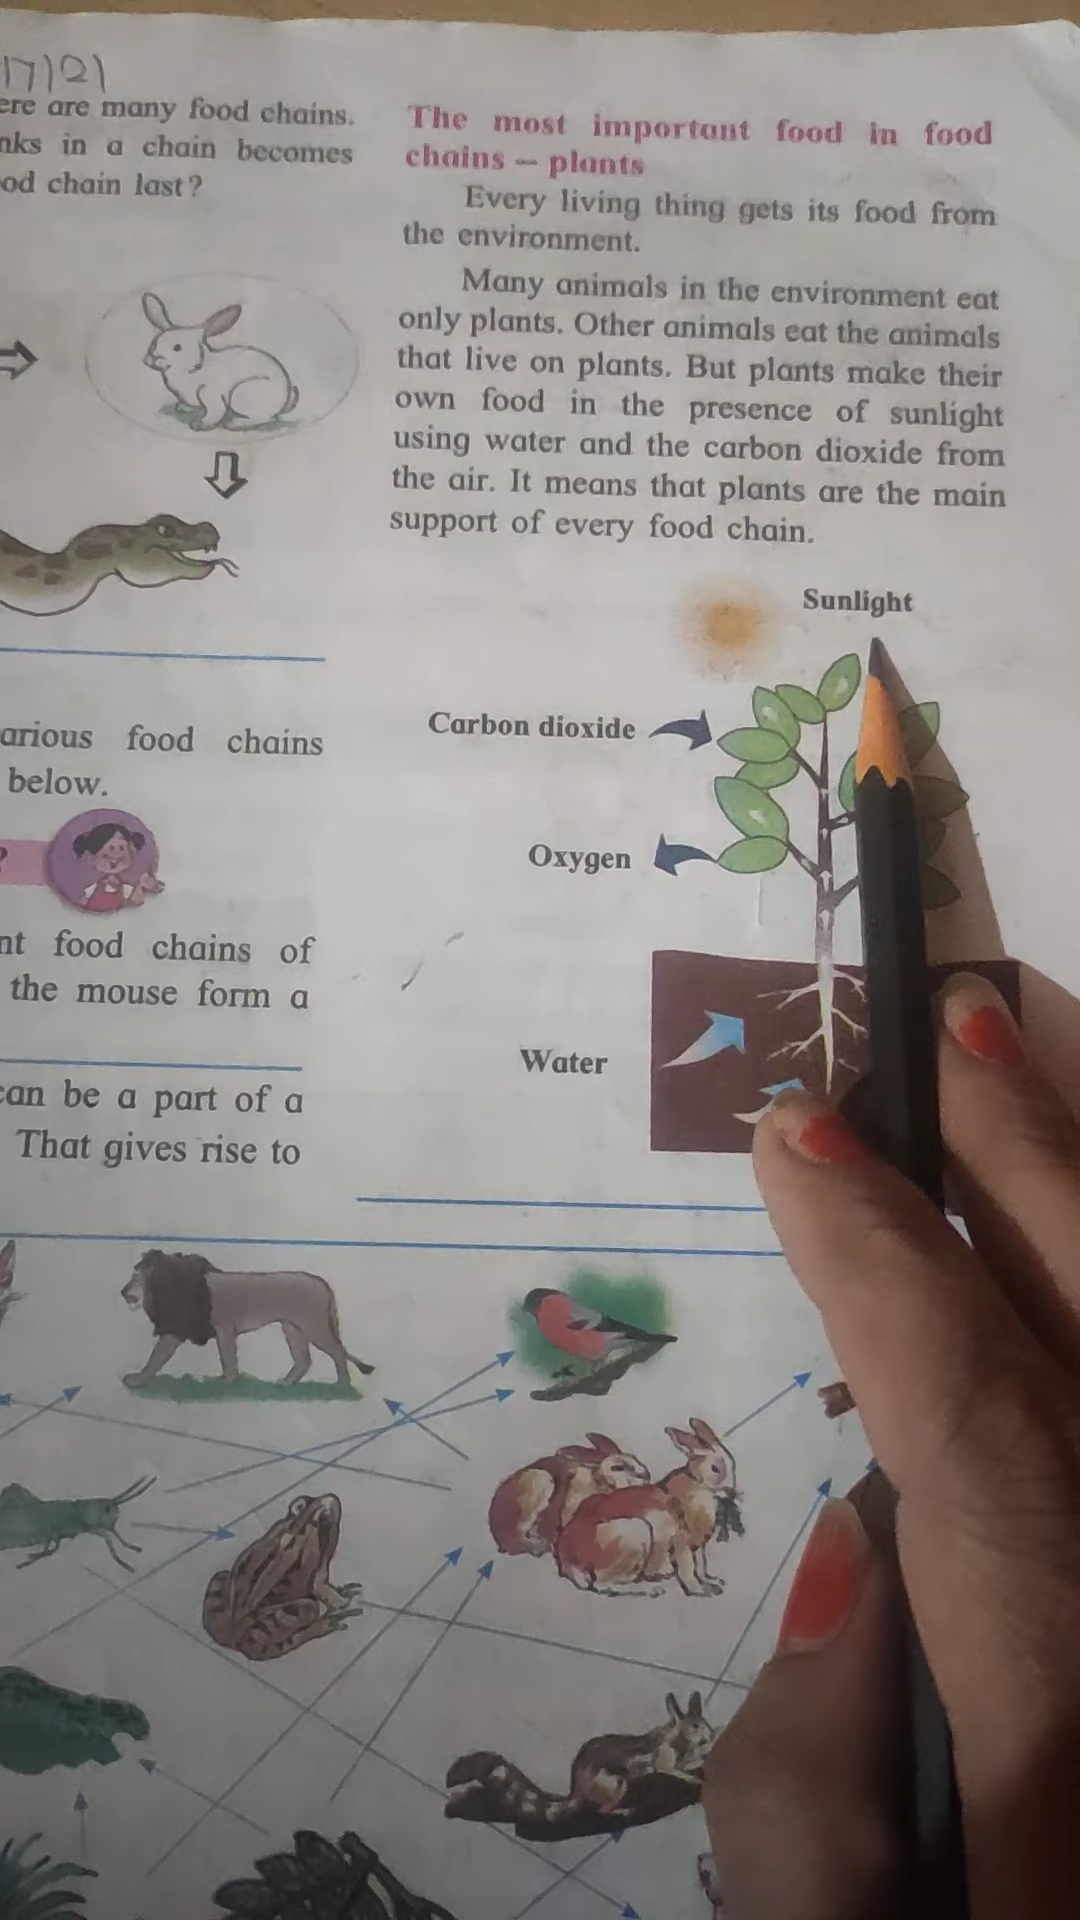 17/21
ere are many food chains.
nks in a chain becomes
od chain last?
arious food chains
below.
?
nt food chains of
the mouse form a
can be a part of a
That gives rise to
The most important food in food
chains – plants
Every living thing gets its food from
the environment.
Many animals in the environment eat
only plants. Other animals eat the animals
that live on plants. But plants make their
own food in the presence of sunlight
using water and the carbon dioxide from
the air. It means that plants are the main
support of every food chain.
Sunlight
Carbon dioxide
Oxygen
Water